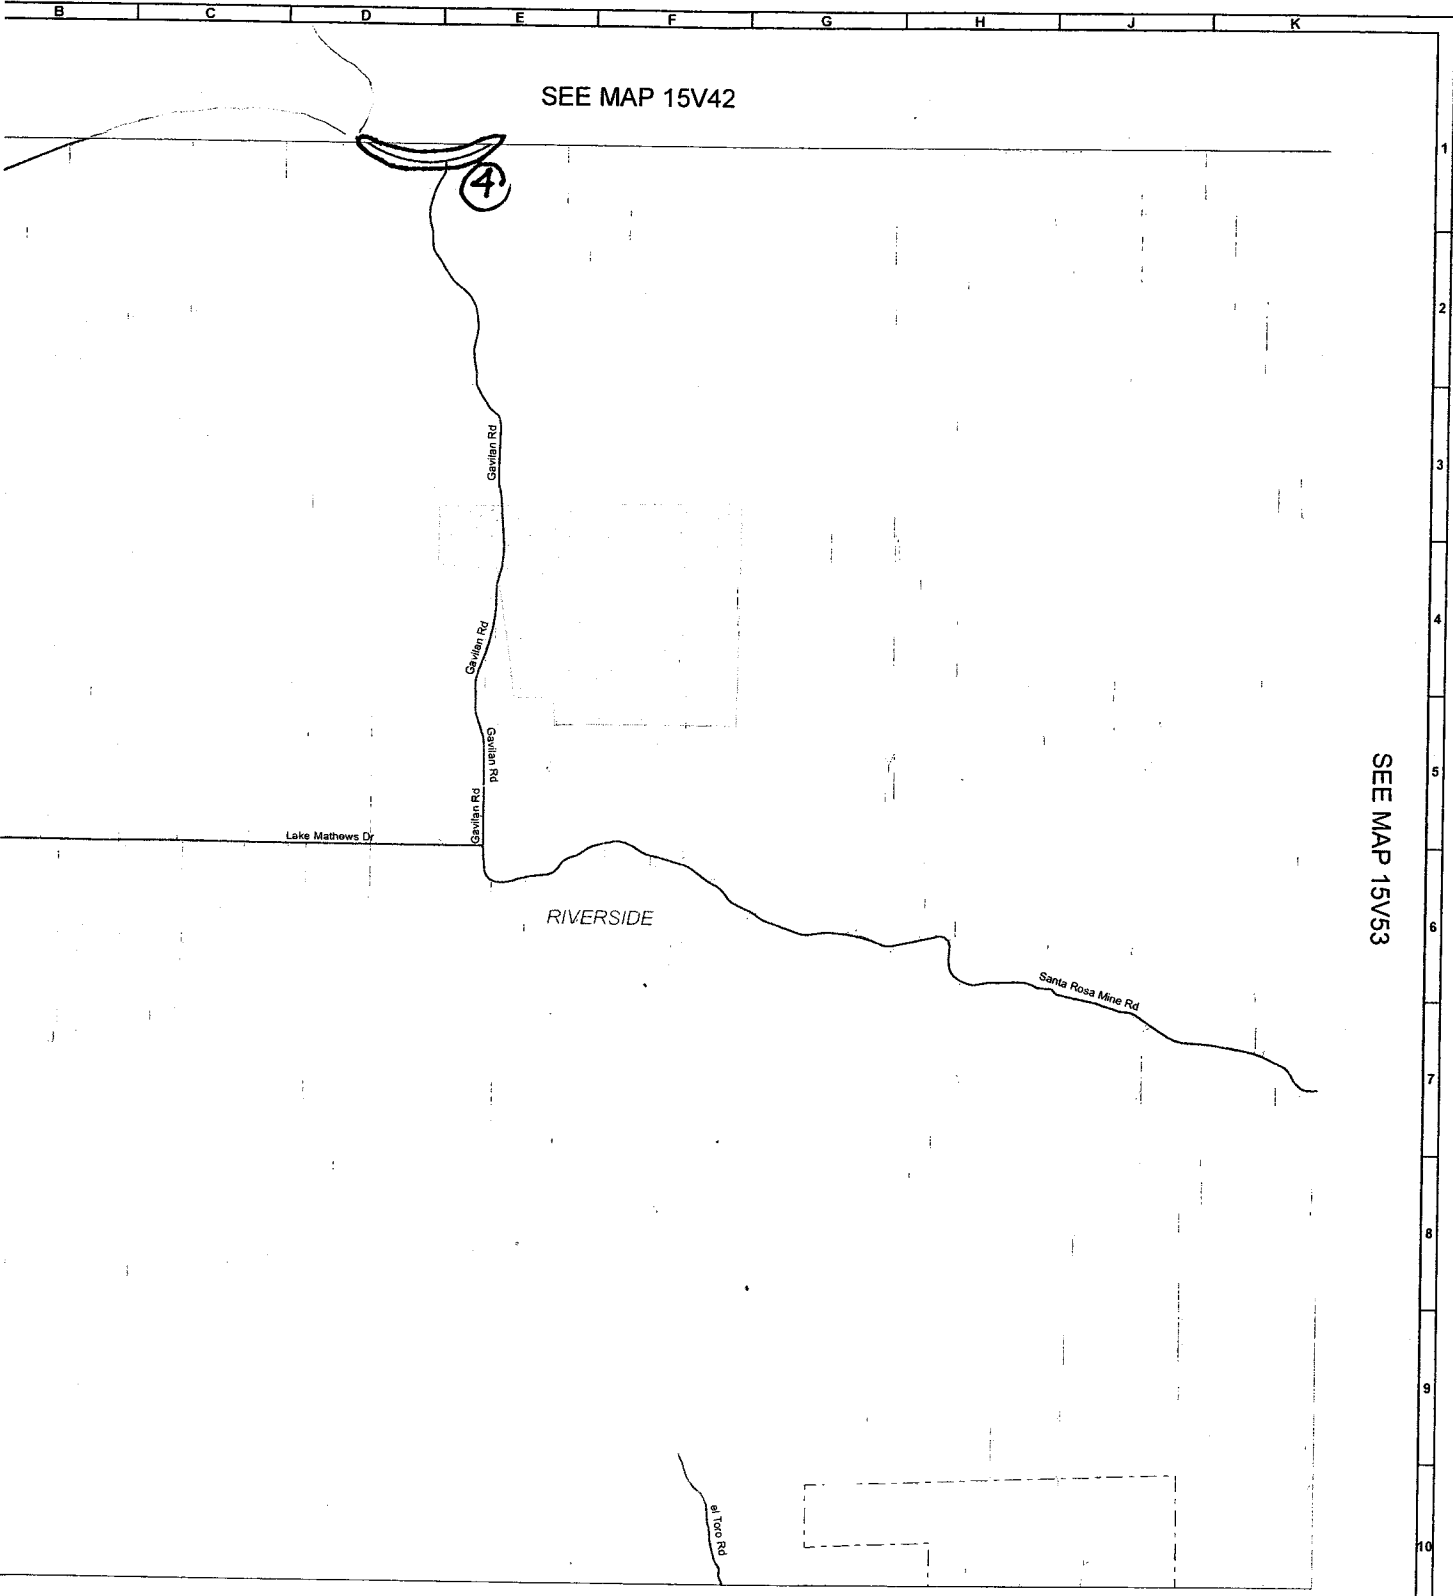 B C D E F G H J K
SEE MAP 15V42
1
4
2
Gavilan Rd
3
Gavilan Rd
4
Gavilan Rd
5
SEE MAP 15V53
Gavilan Rd
Lake Mathews Dr
RIVERSIDE
6
Santa Rosa Mine Rd
7
8
9
el Toro Rd
10